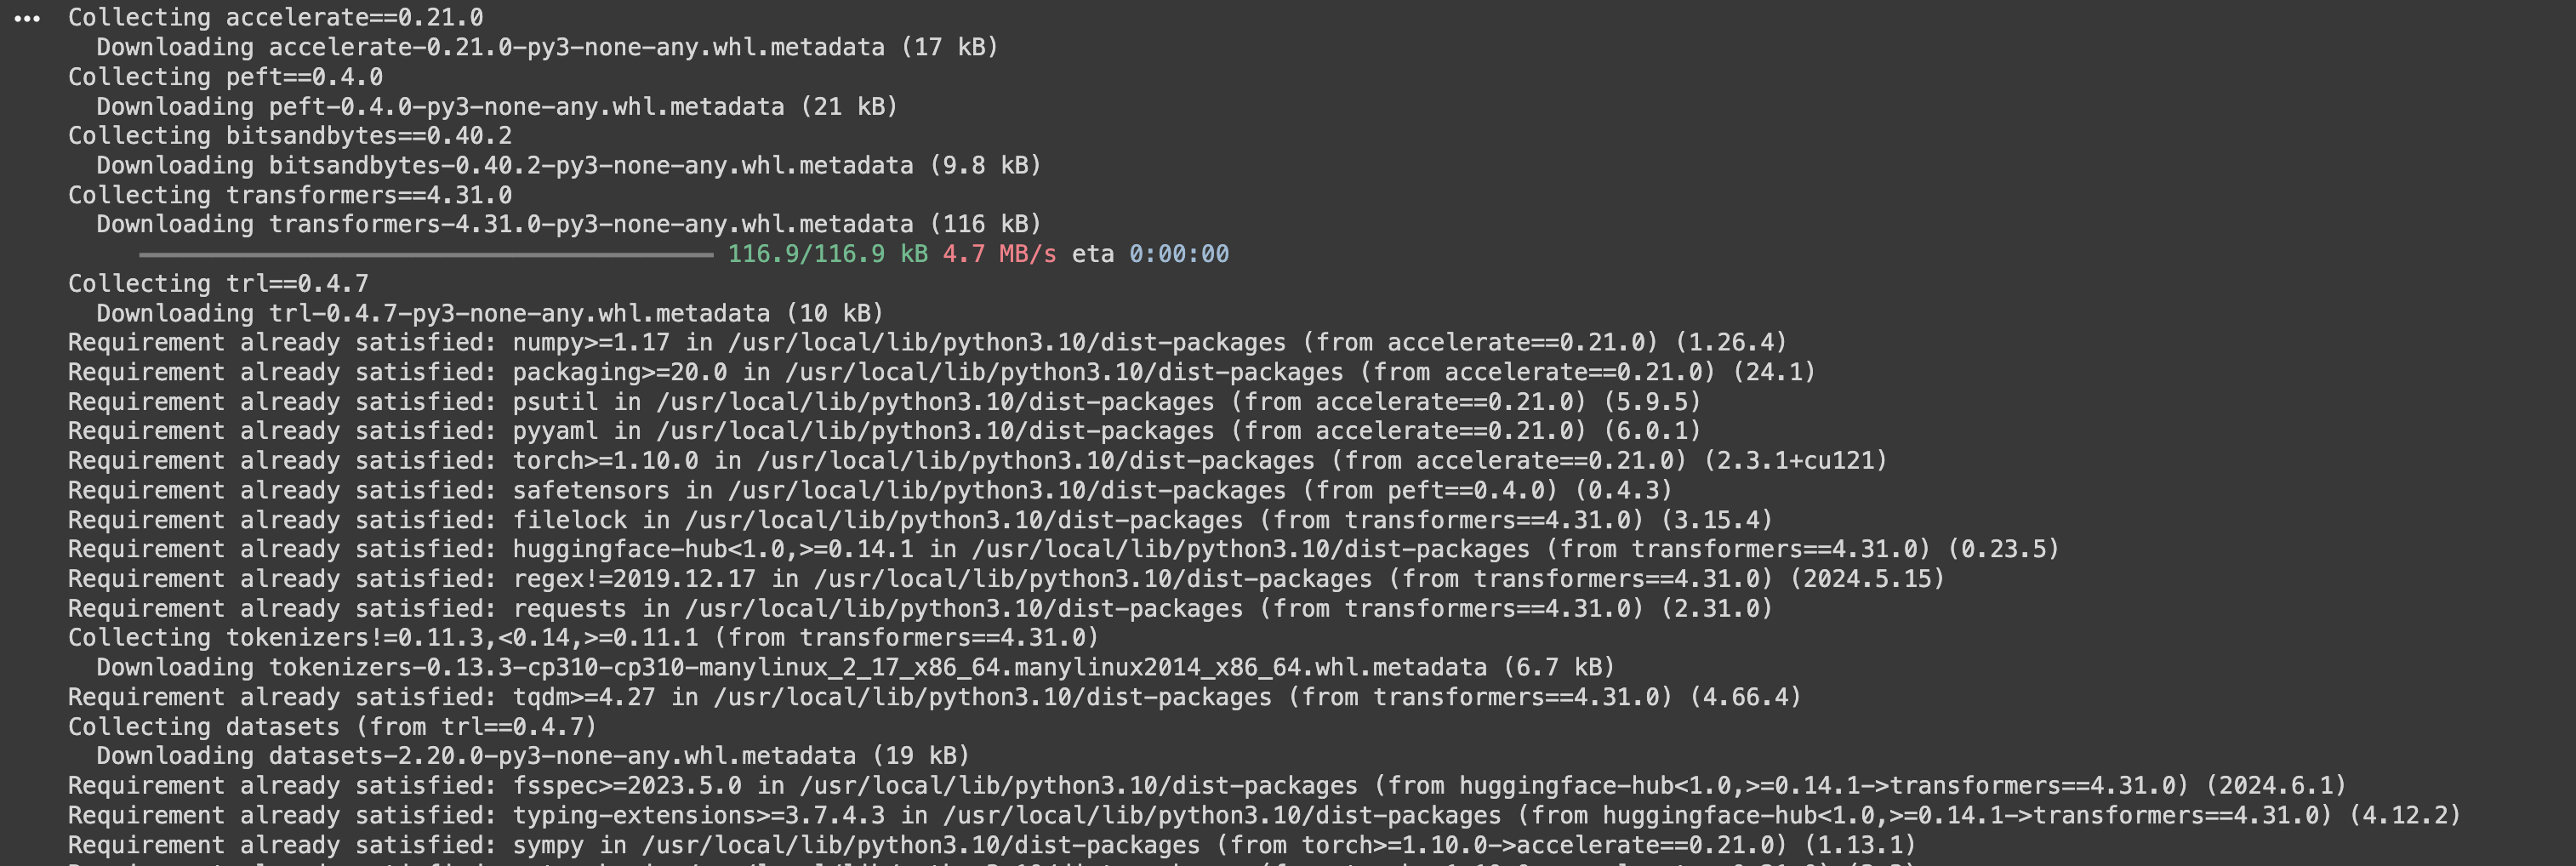 Collecting accelerate==0.21.0
Downloading accelerate-0.21.0-py3-none-any.whl.metadata (17 kB)
Collecting peft==0.4.0
Downloading peft-0.4.0-py3-none-any.whl.metadata (21 kB)
Collecting bitsandbytes==0.40.2
Downloading bitsandbytes-0.40.2-py3-none-any.whl.metadata (9.8 kB)
Collecting transformers==4.31.0
Downloading transformers-4.31.0-py3-none-any.whl.metadata (116 kB)
116.9/116.9 kB 4.7 MB/s eta 0:00:00
Collecting trl==0.4.7
Downloading trl-0.4.7-py3-none-any.whl.metadata (10 kB)
Requirement already satisfied: numpy>=1.17 in /usr/local/lib/python3.10/dist-packages (from accelerate==0.21.0) (1.26.4)
Requirement already satisfied: packaging>=20.0 in /usr/local/lib/python3.10/dist-packages (from accelerate==0.21.0) (24.1)
Requirement already satisfied: psutil in /usr/local/lib/python3.10/dist-packages (from accelerate==0.21.0) (5.9.5)
Requirement already satisfied: pyyaml in /usr/local/lib/python3.10/dist-packages (from accelerate==0.21.0) (6.0.1)
Requirement already satisfied: torch>=1.10.0 in /usr/local/lib/python3.10/dist-packages (from accelerate==0.21.0) (2.3.1+cu121)
Requirement already satisfied: safetensors in /usr/local/lib/python3.10/dist-packages (from peft==0.4.0) (0.4.3)
Requirement already satisfied: filelock in /usr/local/lib/python3.10/dist-packages (from transformers==4.31.0) (3.15.4)
Requirement already satisfied: huggingface-hub<1.0,>=0.14.1 in /usr/local/lib/python3.10/dist-packages (from transformers==4.31.0) (0.23.5)
Requirement already satisfied: regex!=2019.12.17 in /usr/local/lib/python3.10/dist-packages (from transformers==4.31.0) (2024.5.15)
Requirement already satisfied: requests in /usr/local/lib/python3.10/dist-packages (from transformers==4.31.0) (2.31.0)
Collecting tokenizers!=0.11.3,<0.14,>=0.11.1 (from transformers==4.31.0)
Downloading tokenizers-0.13.3-cp310-cp310-manylinux_2_17_x86_64.manylinux2014_x86_64.whl.metadata (6.7 kB)
Requirement already satisfied: tqdm>=4.27 in /usr/local/lib/python3.10/dist-packages (from transformers==4.31.0) (4.66.4)
Collecting datasets (from trl==0.4.7)
Downloading datasets-2.20.0-py3-none-any.whl.metadata (19 kB)
Requirement already satisfied: fsspec>=2023.5.0 in /usr/local/lib/python3.10/dist-packages (from huggingface-hub<1.0,>=0.14.1->transformers==4.31.0) (2024.6.1)
Requirement already satisfied: typing-extensions>=3.7.4.3 in /usr/local/lib/python3.10/dist-packages (from huggingface-hub<1.0,>=0.14.1->transformers==4.31.0) (4.12.2)
Requirement already satisfied: sympy in /usr/local/lib/python3.10/dist-packages (from torch>=1.10.0->accelerate==0.21.0) (1.13.1)